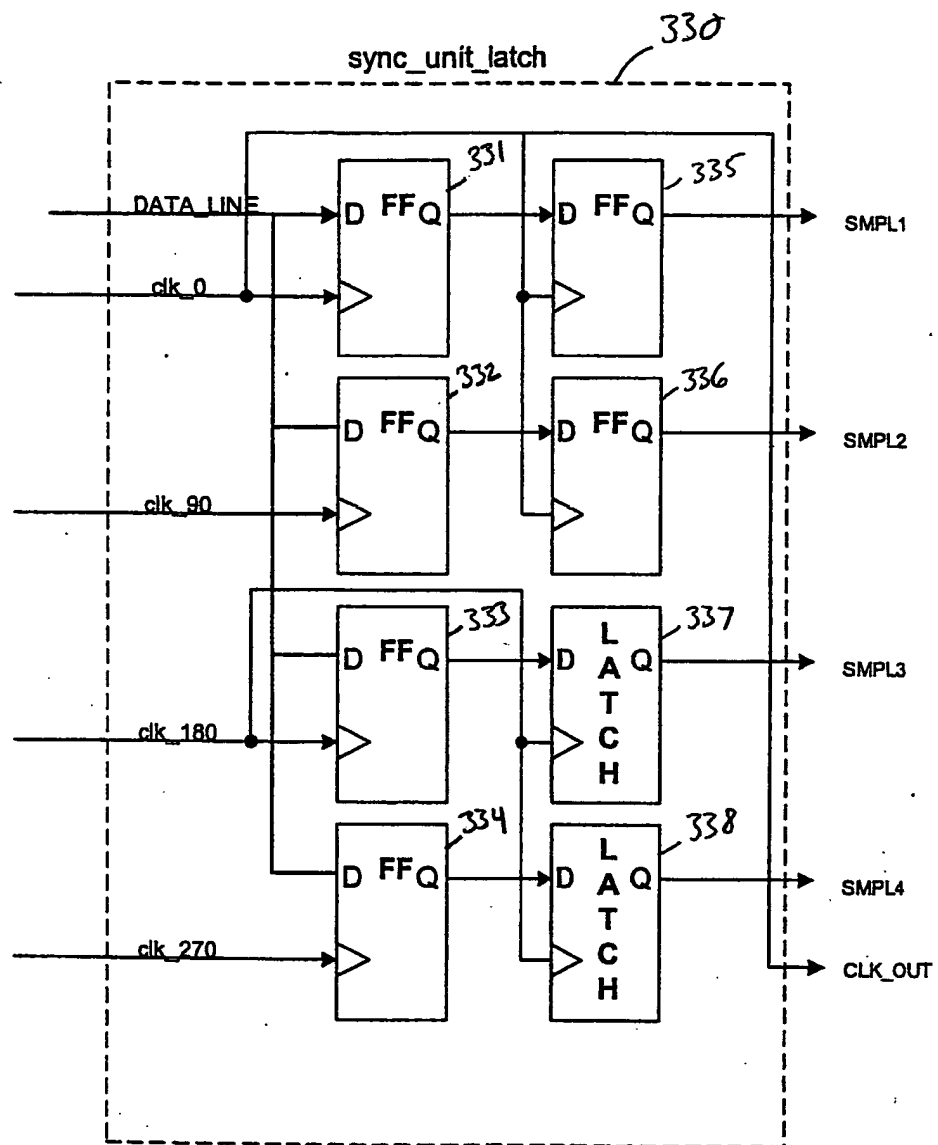 330
sync_unit_latch
DATA_LINE
D FF Q
331
D FF Q
335
SMPL1
clk_0
D FF Q
332
D FF Q
336
SMPL2
clk_90
D FF Q
333
D LATCH Q
337
SMPL3
clk_180
D FF Q
334
D LATCH Q
338
SMPL4
clk_270
CLK_OUT